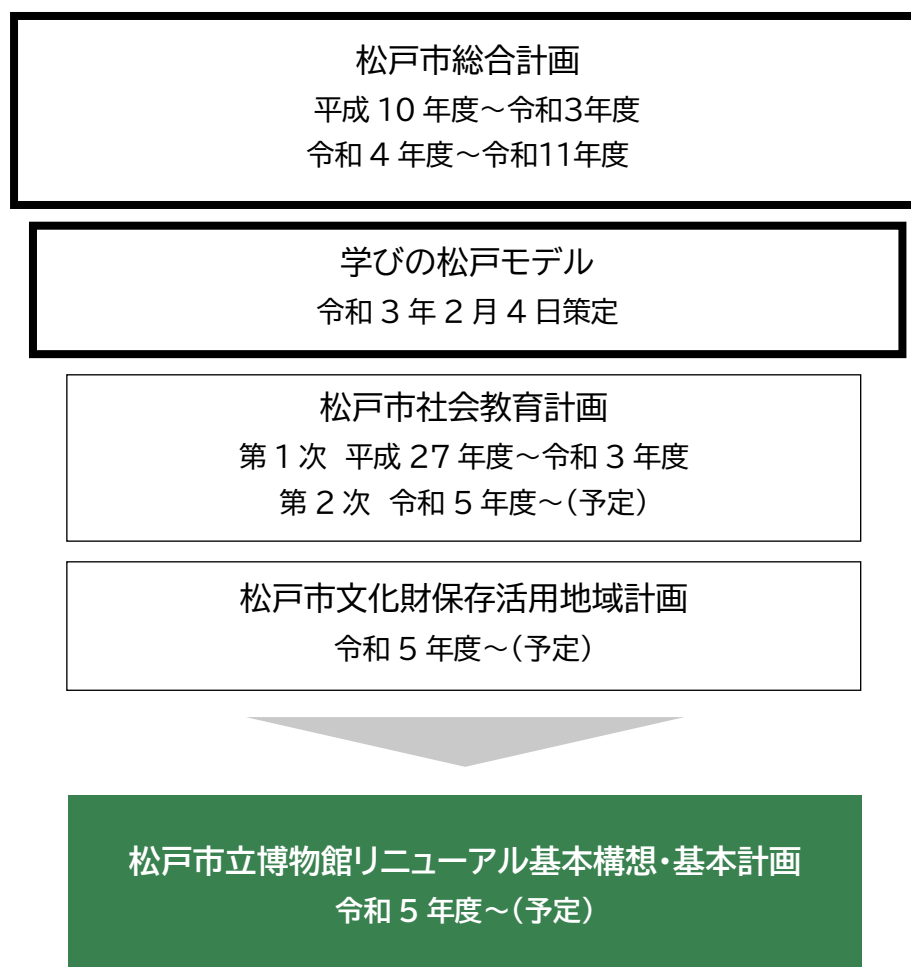 松戸市総合計画
平成 10 年度～令和3年度
令和 4 年度～令和11年度
学びの松戸モデル
令和 3 年 2 月 4 日策定
松戸市社会教育計画
第 1 次 平成 27 年度～令和 3 年度
第 2 次 令和 5 年度～(予定)
松戸市文化財保存活用地域計画
令和 5 年度～(予定)
松戸市立博物館リニューアル基本構想・基本計画
令和 5 年度～(予定)